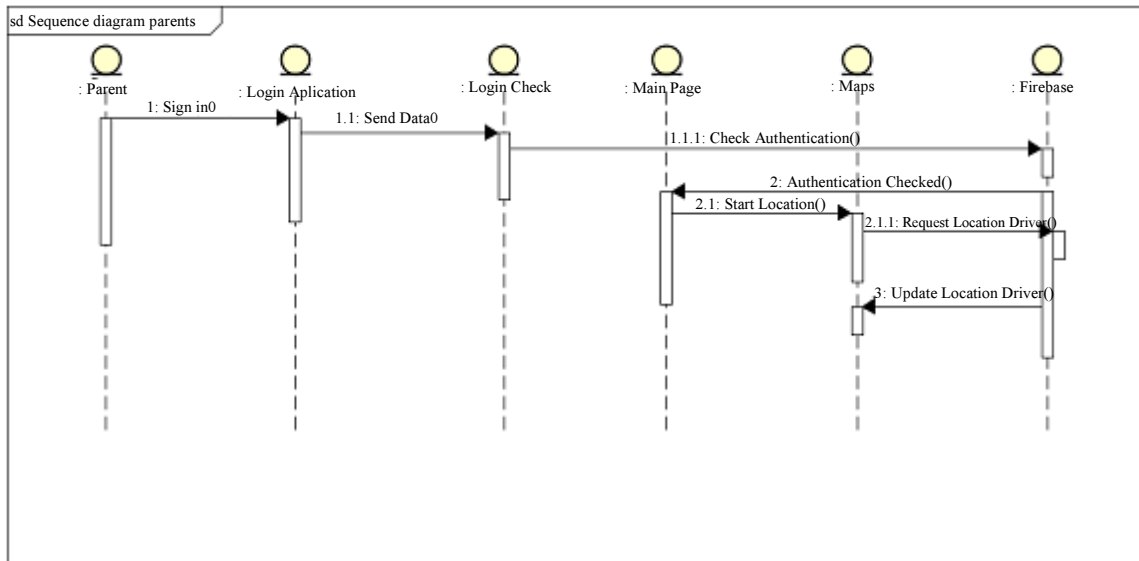 sd Sequence diagram parents
: Parent
: Login Aplication
: Login Check
: Main Page
: Maps
: Firebase
1: Sign in0
1.1: Send Data0
1.1.1: Check Authentication()
2: Authentication Checked()
2.1: Start Location()
2.1.1: Request Location Driver()
3: Update Location Driver()